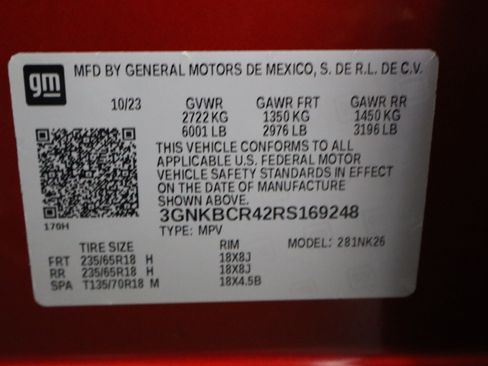 gm
MFD BY GENERAL MOTORS DE MEXICO, S. DE R.L. DE C.V.
10/23 GVWR GAWR FRT GAWR RR
2722 KG 1350 KG 1450 KG
6001 LB 2976 LB 3196 LB
THIS VEHICLE CONFORMS TO ALL
APPLICABLE U.S. FEDERAL MOTOR
VEHICLE SAFETY STANDARDS IN EFFECT
ON THE DATE OF MANUFACTURE
SHOWN ABOVE.
3GNKBCR42RS169248
170H TYPE: MPV MODEL: 281NK26
TIRE SIZE RIM
FRT 235/65R18 H 18X8J
RR 235/65R18 H 18X8J
SPA T135/70R18 M 18X4.5B